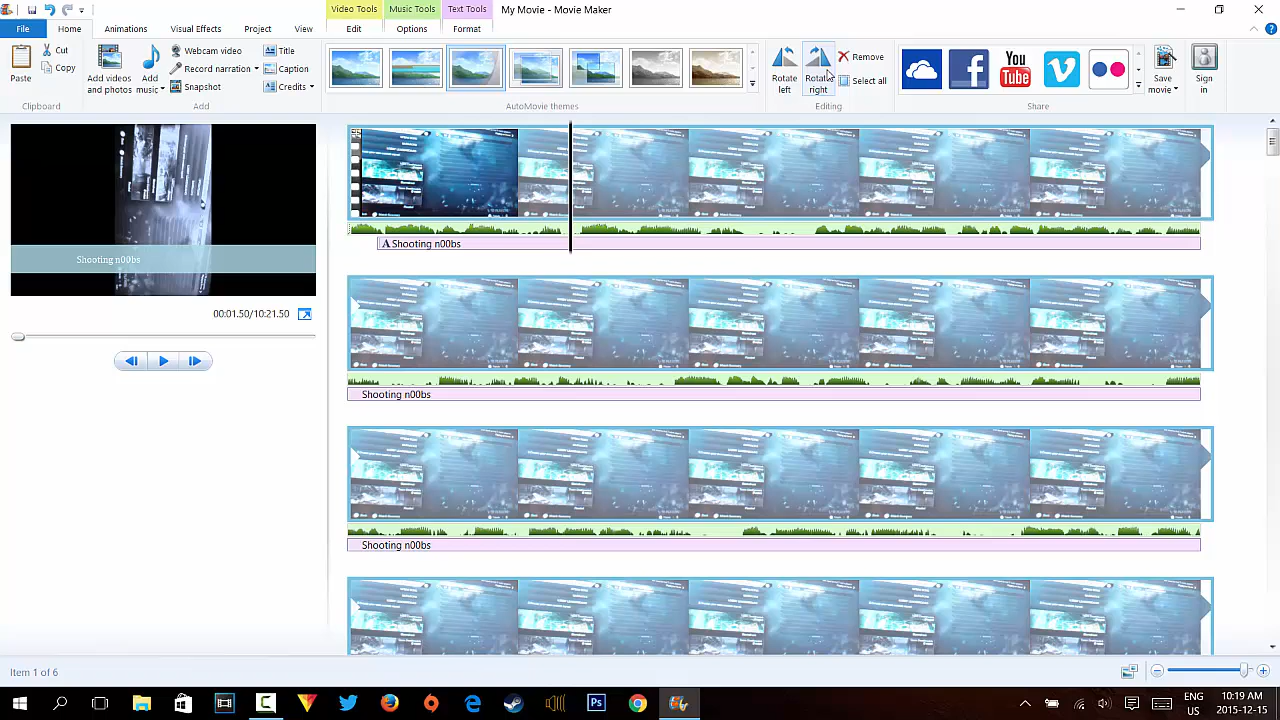 Video Tools
Music Tools
Text Tools
My Movie - Movie Maker
File
Home
Animations
Visual Effects
Project
View
Edit
Options
Format
Paste
Cut
Copy
Clipboard
Add videos and photos
Add music
Webcam video
Record narration
Snapshot
Title
Caption
Credits
Add
AutoMovie themes
Rotate left
Rotate right
Remove
Select all
Editing
You
Tube
Save movie
Share
Sign in
Shooting n00bs
00:01.50/10:21.50
A Shooting n00bs
Shooting n00bs
Shooting n00bs
Item 1 of 6
Ps
ENG
US
10:19 AM
2015-12-15